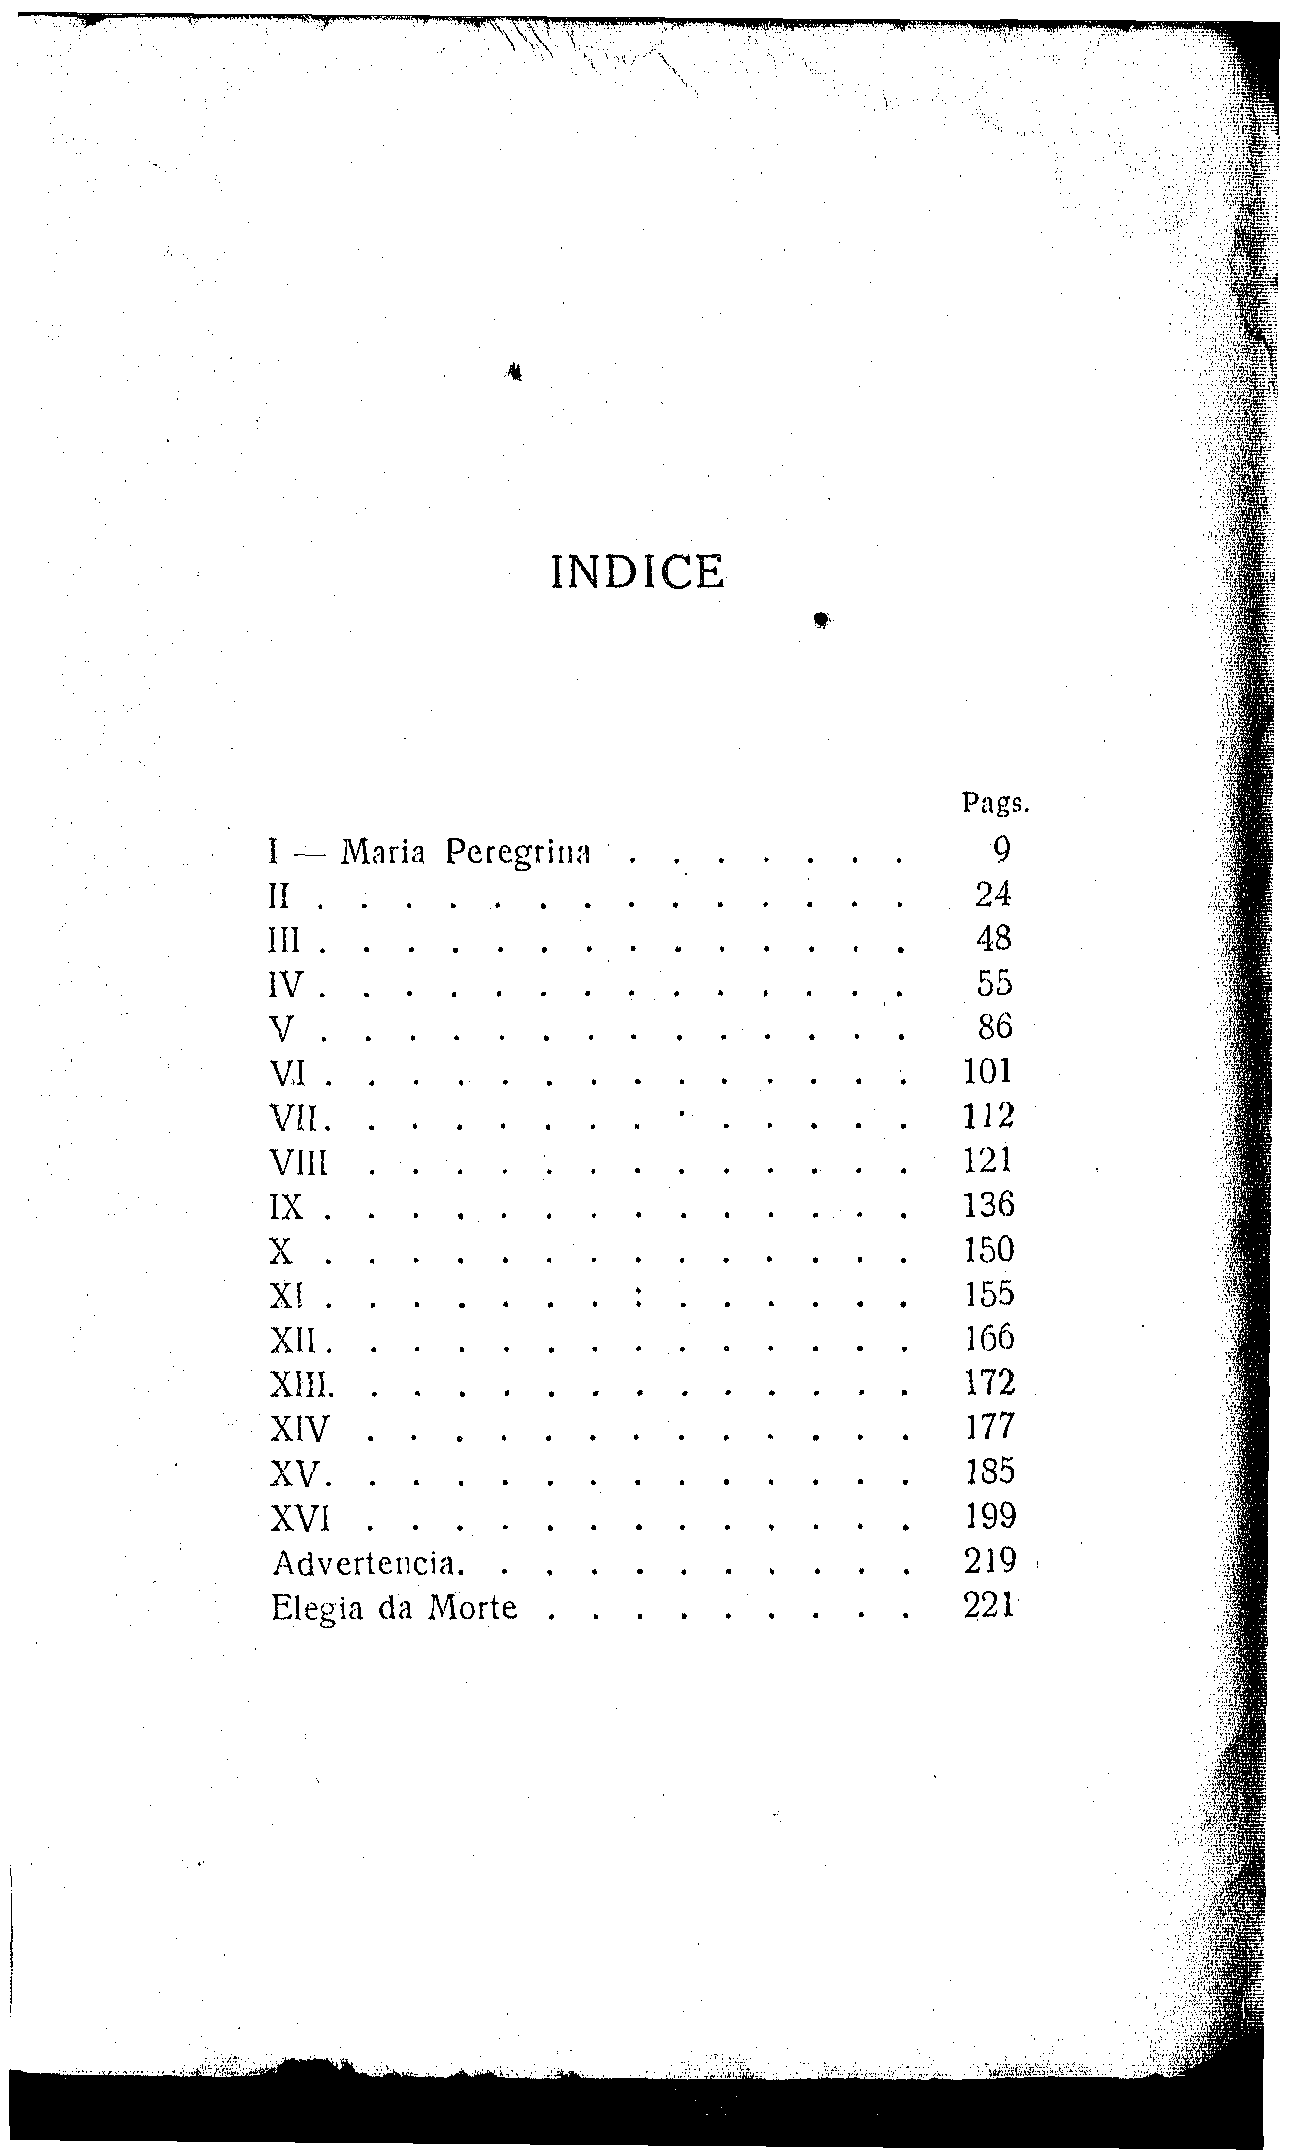 INDICE
Pags.
I — Maria Peregrina . . . . . . . 9
II . . . . . . . . . . . . . . 24
III . . . . . . . . . . . . . . 48
IV . . . . . . . . . . . . . . 55
V . . . . . . . . . . . . . . 86
VI . . . . . . . . . . . . . . 101
VII. . . . . . . . . . . . . . 112
VIII . . . . . . . . . . . . . 121
IX . . . . . . . . . . . . . . 136
X . . . . . . . . . . . . . . 150
XI . . . . . . . . . . . . . . 155
XII . . . . . . . . . . . . . . 166
XIII. . . . . . . . . . . . . . 172
XIV . . . . . . . . . . . . . 177
XV. . . . . . . . . . . . . . 185
XVI . . . . . . . . . . . . . 199
Advertencia. . . . . . . . . . . 219
Elegia da Morte . . . . . . . . . 221